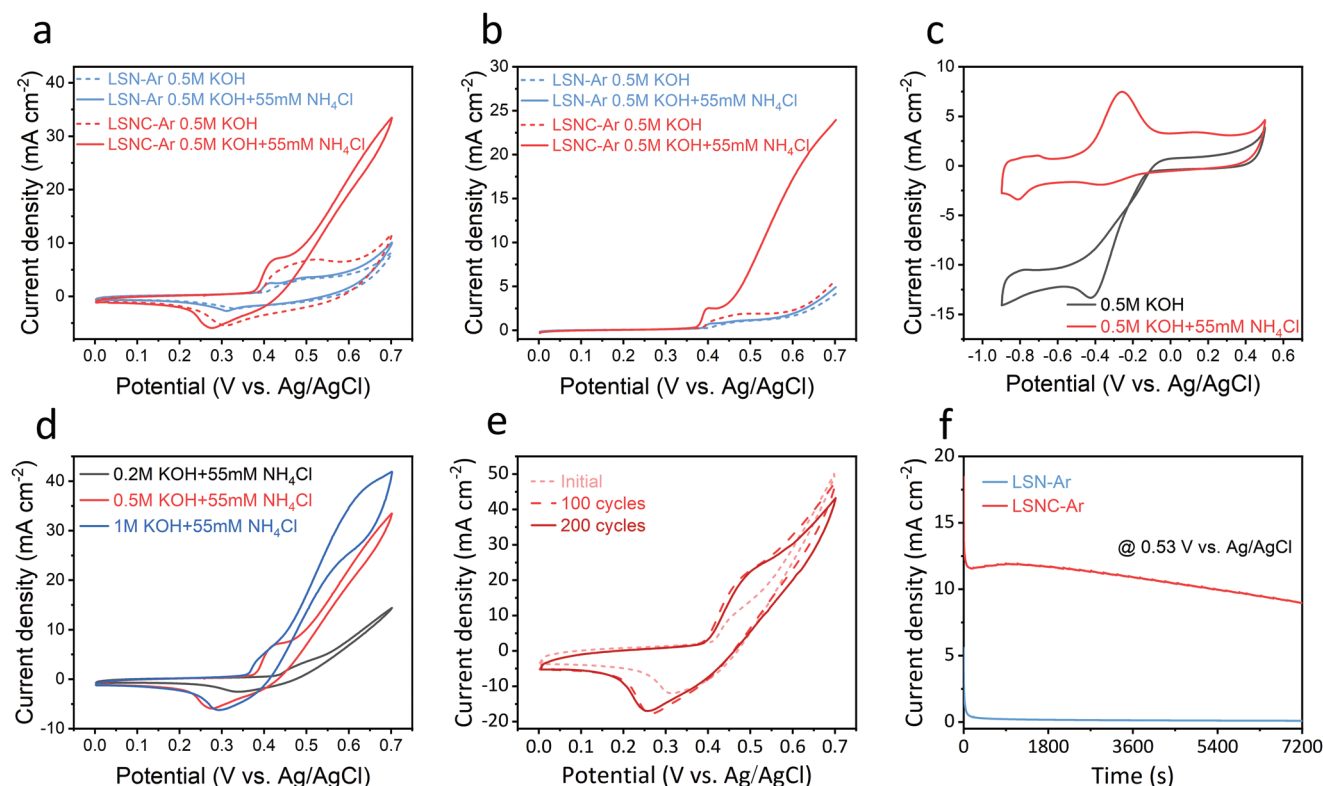 a
LSN-Ar 0.5M KOH
LSN-Ar 0.5M KOH+55mM NH₄Cl
LSNC-Ar 0.5M KOH
LSNC-Ar 0.5M KOH+55mM NH₄Cl
Current density (mA cm⁻²)
40
30
20
10
0
0.0 0.1 0.2 0.3 0.4 0.5 0.6 0.7
Potential (V vs. Ag/AgCl)
b
LSN-Ar 0.5M KOH
LSN-Ar 0.5M KOH+55mM NH₄Cl
LSNC-Ar 0.5M KOH
LSNC-Ar 0.5M KOH+55mM NH₄Cl
Current density (mA cm⁻²)
30
25
20
15
10
5
0
0.0 0.1 0.2 0.3 0.4 0.5 0.6 0.7
Potential (V vs. Ag/AgCl)
c
Current density (mA cm⁻²)
10
5
0
-5
-10
-15
0.5M KOH
0.5M KOH+55mM NH₄Cl
-1.0 -0.8 -0.6 -0.4 -0.2 0.0 0.2 0.4 0.6
Potential (V vs. Ag/AgCl)
d
0.2M KOH+55mM NH₄Cl
0.5M KOH+55mM NH₄Cl
1M KOH+55mM NH₄Cl
Current density (mA cm⁻²)
40
30
20
10
0
-10
0.0 0.1 0.2 0.3 0.4 0.5 0.6 0.7
Potential (V vs. Ag/AgCl)
e
Initial
100 cycles
200 cycles
Current density (mA cm⁻²)
50
40
30
20
10
0
-10
-20
0.0 0.1 0.2 0.3 0.4 0.5 0.6 0.7
Potential (V vs. Ag/AgCl)
f
LSN-Ar
LSNC-Ar
@ 0.53 V vs. Ag/AgCl
Current density (mA cm⁻²)
20
15
10
5
0
0 1800 3600 5400 7200
Time (s)